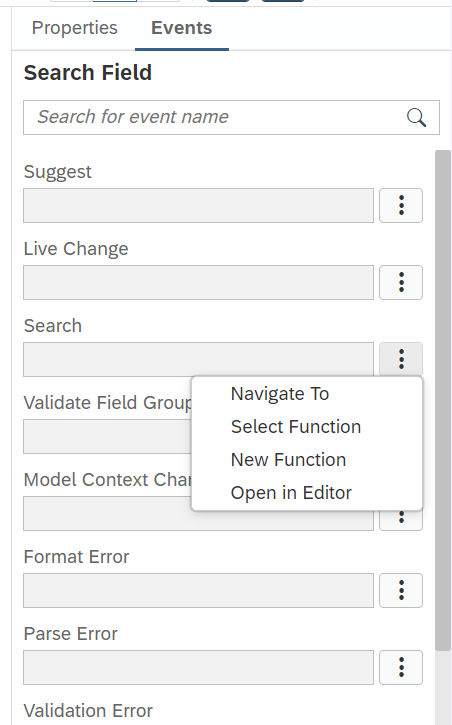 Properties Events
Search Field
Search for event name
Suggest
Live Change
Search
Navigate To
Validate Field Group
Select Function
New Function
Model Context Chan
Open in Editor
Format Error
Parse Error
Validation Error